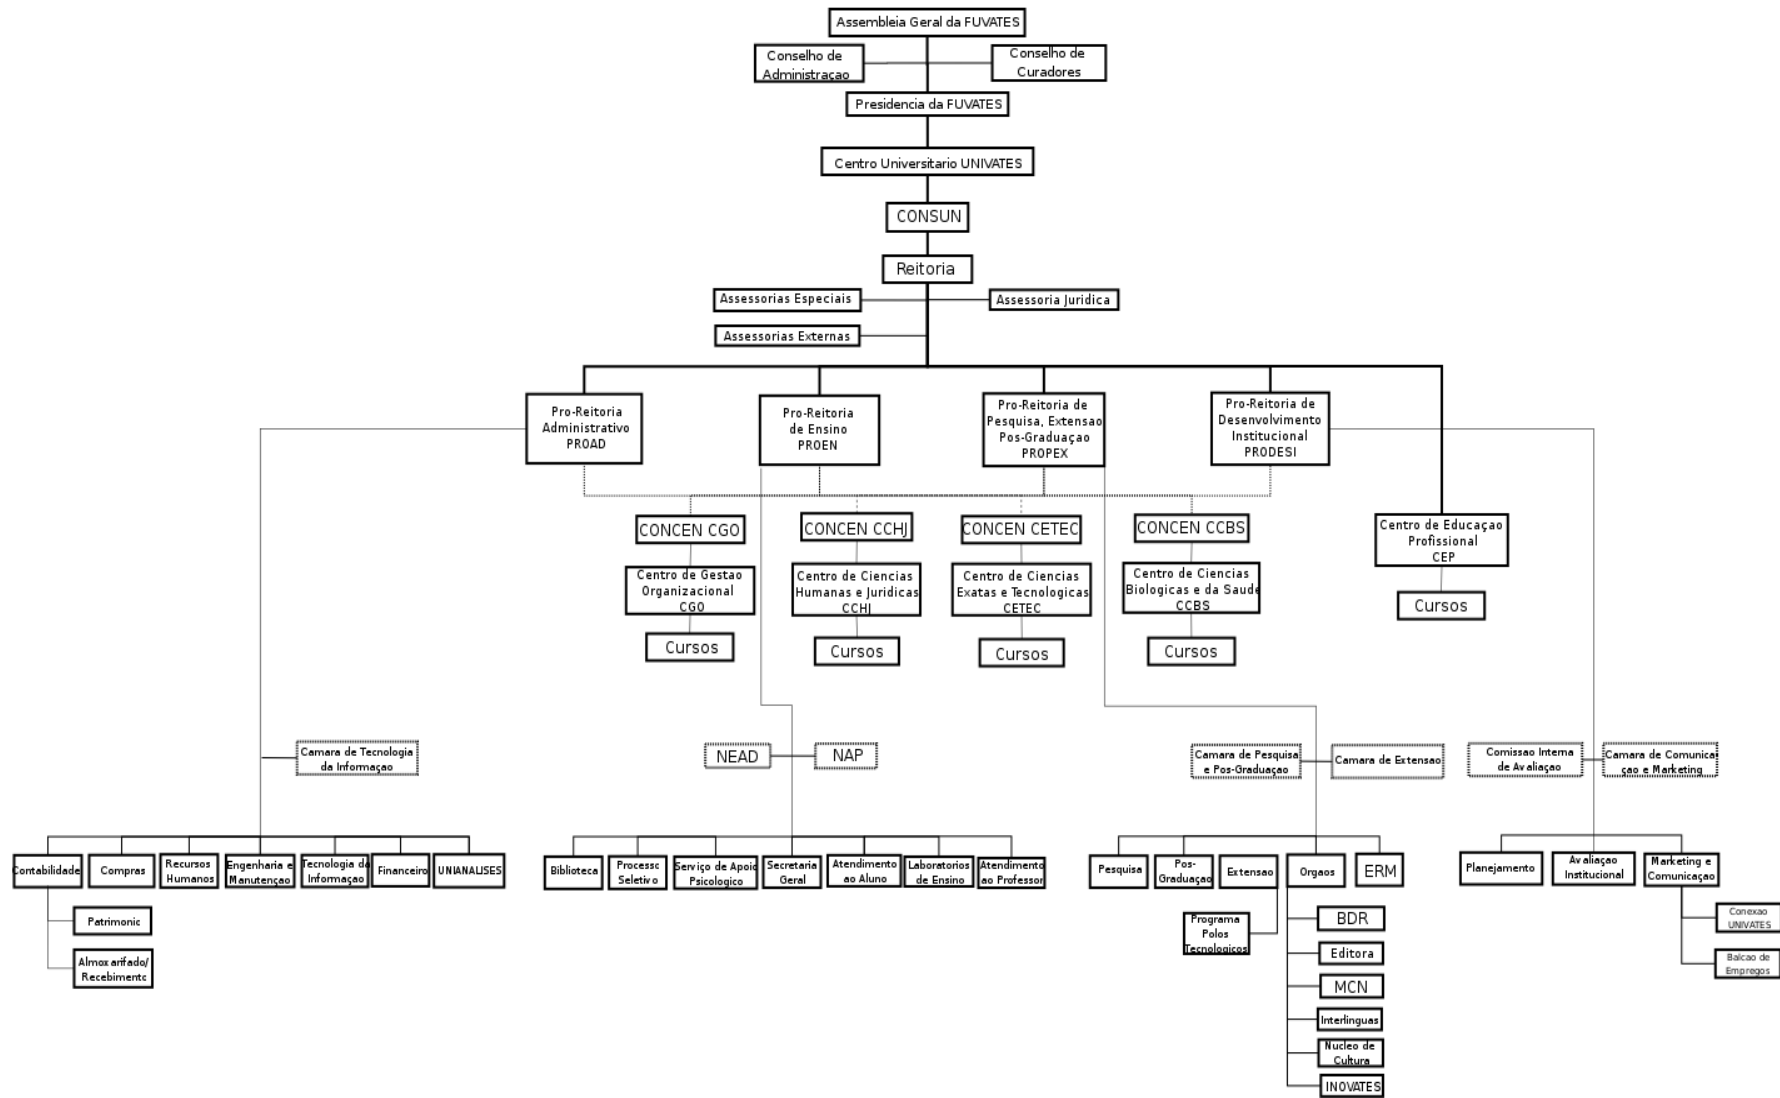 Assembleia Geral da FUVATES
Conselho de
Administraçao
Conselho de
Curadores
Presidencia da FUVATES
Centro Universitario UNIVATES
CONSUN
Reitoria
Assessorias Especiais
Assessoria Juridica
Assessorias Externas
Pro-Reitoria
Administrativo
PROAD
Pro-Reitoria
de Ensino
PROEN
Pro-Reitoria de
Pesquisa, Extensao
Pos-Graduaçao
PROPEX
Pro-Reitoria de
Desenvolvimento
Institucional
PRODESI
CONCEN CGO
CONCEN CCHJ
CONCEN CETEC
CONCEN CCBS
Centro de Educaçao
Profissional
CEP
Centro de Gestao
Organizacional
CGO
Centro de Ciencias
Humanas e Juridicas
CCHJ
Centro de Ciencias
Exatas e Tecnologicas
CETEC
Centro de Ciencias
Biologicas e da Saude
CCBS
Cursos
Cursos
Cursos
Cursos
Cursos
Camara de Tecnologia
da Informaçao
NEAD
NAP
Camara de Pesquisa
e Pos-Graduaçao
Camara de Extensao
Comissao Interna
de Avaliaçao
Camara de Comunica
çao e Marketing
Contabilidade
Compras
Recursos
Humanos
Engenharia e
Manutençao
Tecnologia da
Informaçao
Financeiro
UNIANALISES
Biblioteca
Processo
Seletivo
Serviço de Apoio
Psicologico
Secretaria
Geral
Atendimento
ao Aluno
Laboratorios
de Ensino
Atendimento
ao Professor
Pesquisa
Pos-
Graduaçao
Extensao
Orgaos
ERM
Planejamento
Avaliaçao
Institucional
Marketing e
Comunicaçao
Patrimonic
Almoxarifado/
Recebimentc
Programa
Polos
Tecnologicos
BDR
Editora
MCN
Interlinguas
Nucleo de
Cultura
INOVATES
Conexao
UNIVATES
Balcao de
Empregos